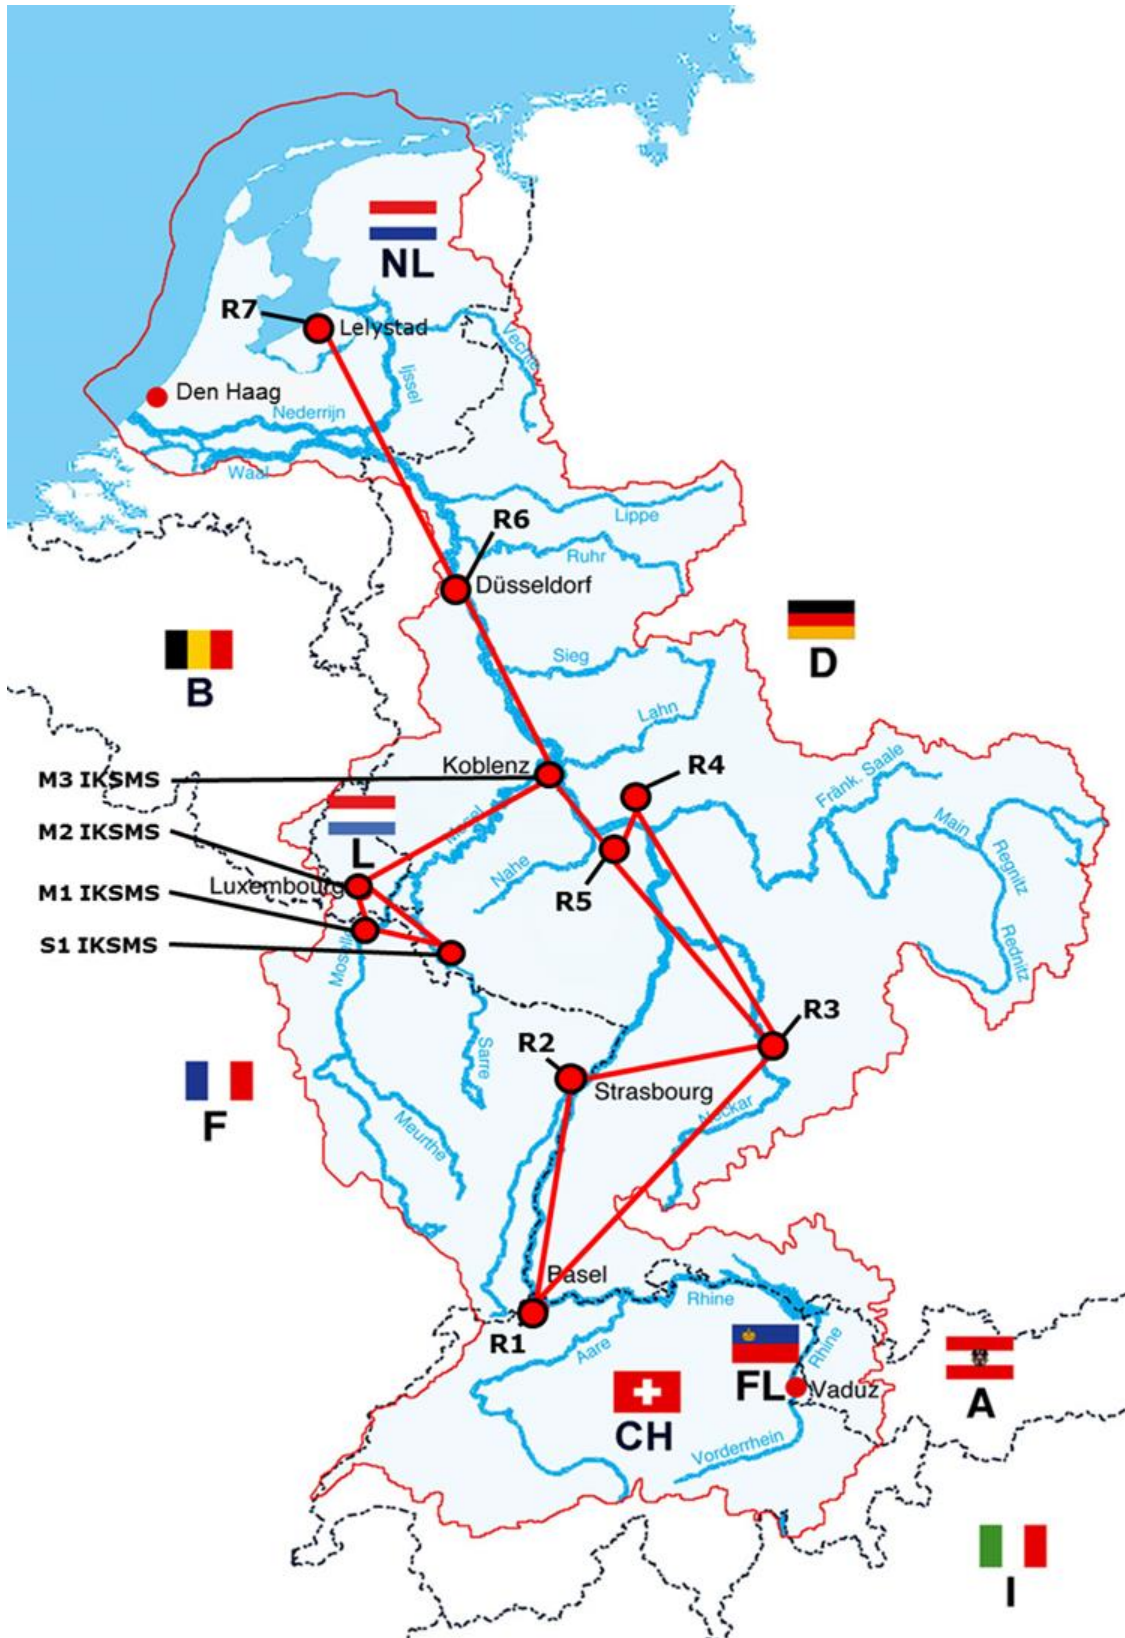 NL
R7
Lelystad
Vechte
Ijssel
Den Haag
Nederrijn
Waal
Lippe
R6
Ruhr
Düsseldorf
B
Sieg
D
Lahn
Koblenz
M3 IKSMS
R4
Fränk. Saale
Mosel
Main
M2 IKSMS
L
Nahe
Regnitz
Luxembourg
M1 IKSMS
R5
S1 IKSMS
Moselle
Rednitz
R3
R2
Sarre
Strasbourg
F
Neckar
Meurthe
Basel
Rhine
R1
Aare
Rhine
FL
Vaduz
A
CH
Vorderrhein
I